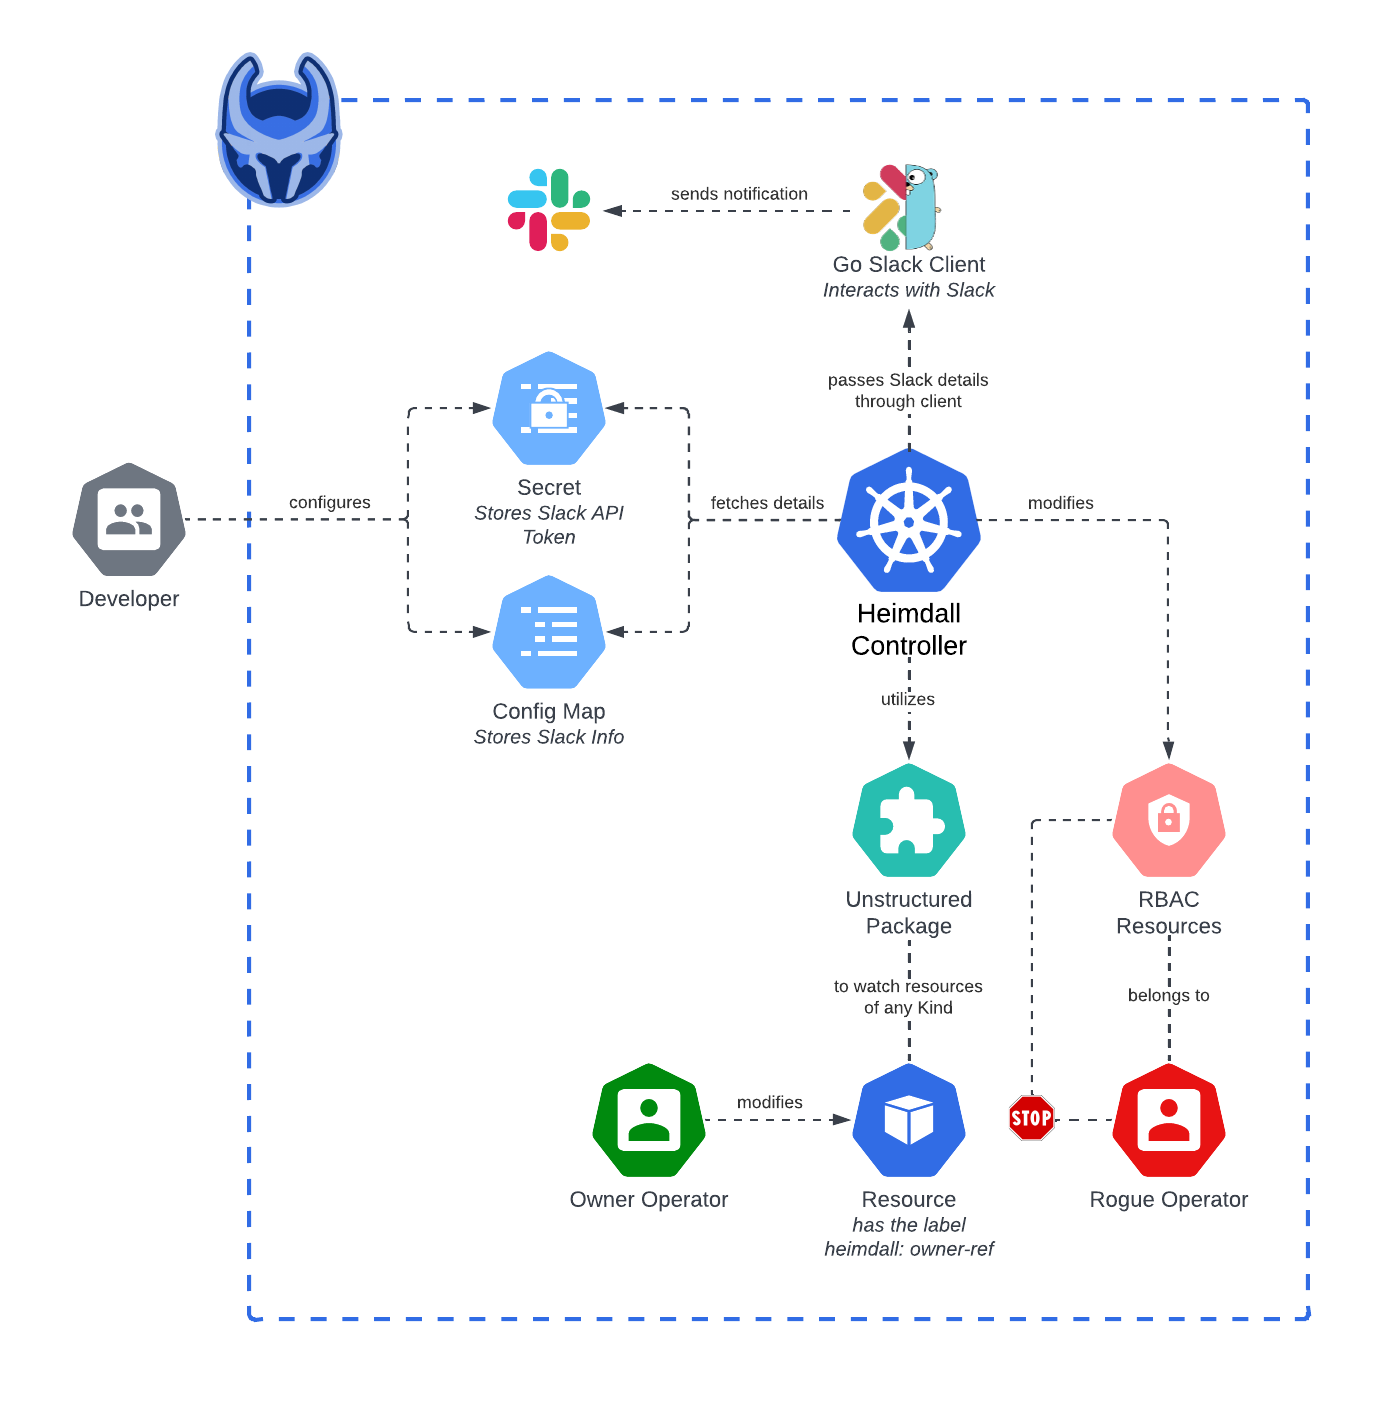 sends notification
Go Slack Client
Interacts with Slack
passes Slack details
through client
configures
Secret
Stores Slack API
Token
fetches details
modifies
Developer
Heimdall
Controller
Config Map
Stores Slack Info
utilizes
Unstructured
Package
RBAC
Resources
to watch resources
of any Kind
belongs to
modifies
STOP
Owner Operator
Resource
has the label
heimdall: owner-ref
Rogue Operator